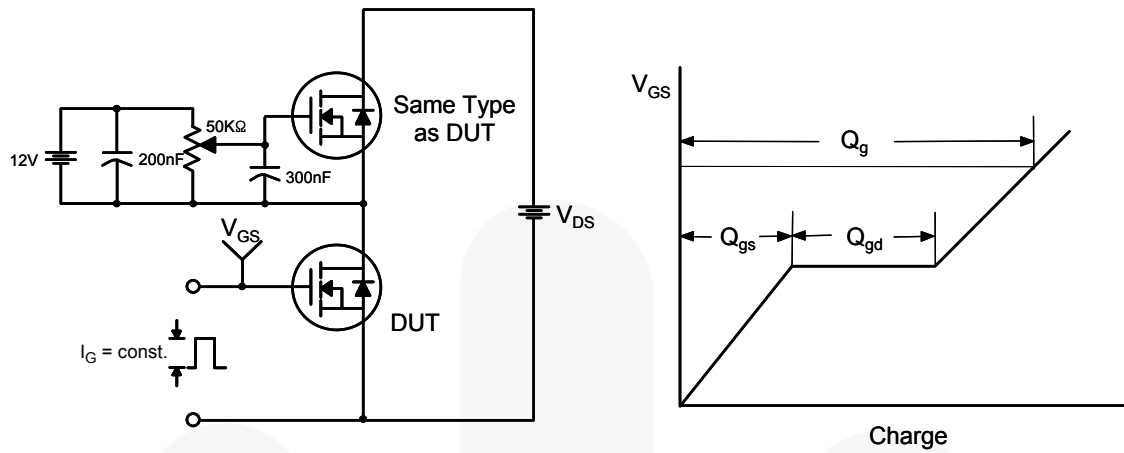 12V
200nF
50KΩ
300nF
Same Type
as DUT
V_GS
DUT
I_G = const.
V_DS
V_GS
Q_g
Q_gs
Q_gd
Charge